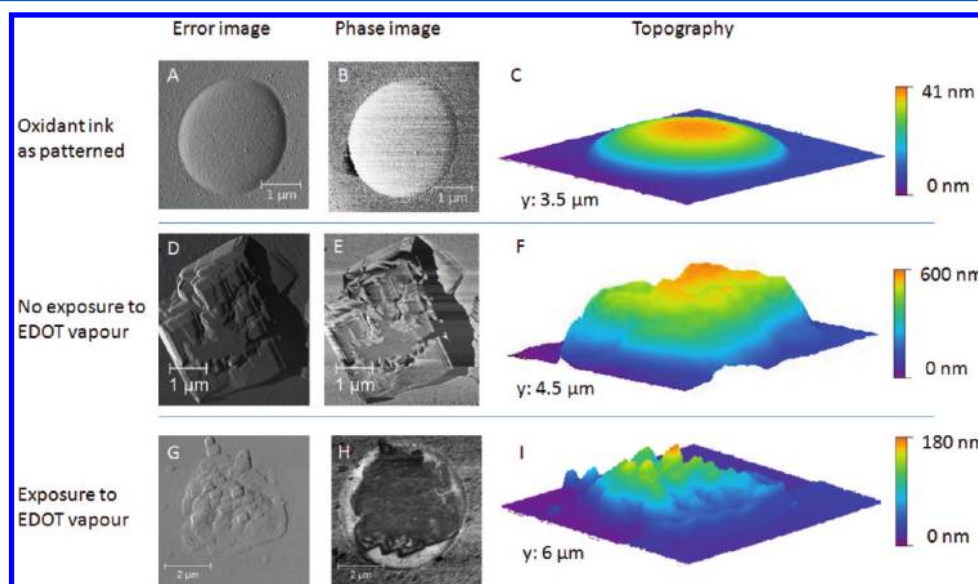 Error image Phase image Topography
Oxidant ink
as patterned
A
1 µm
B
1 µm
C
y: 3.5 µm
41 nm
0 nm
No exposure to
EDOT vapour
D
1 µm
E
1 µm
F
y: 4.5 µm
600 nm
0 nm
Exposure to
EDOT vapour
G
2 µm
H
2 µm
I
y: 6 µm
180 nm
0 nm